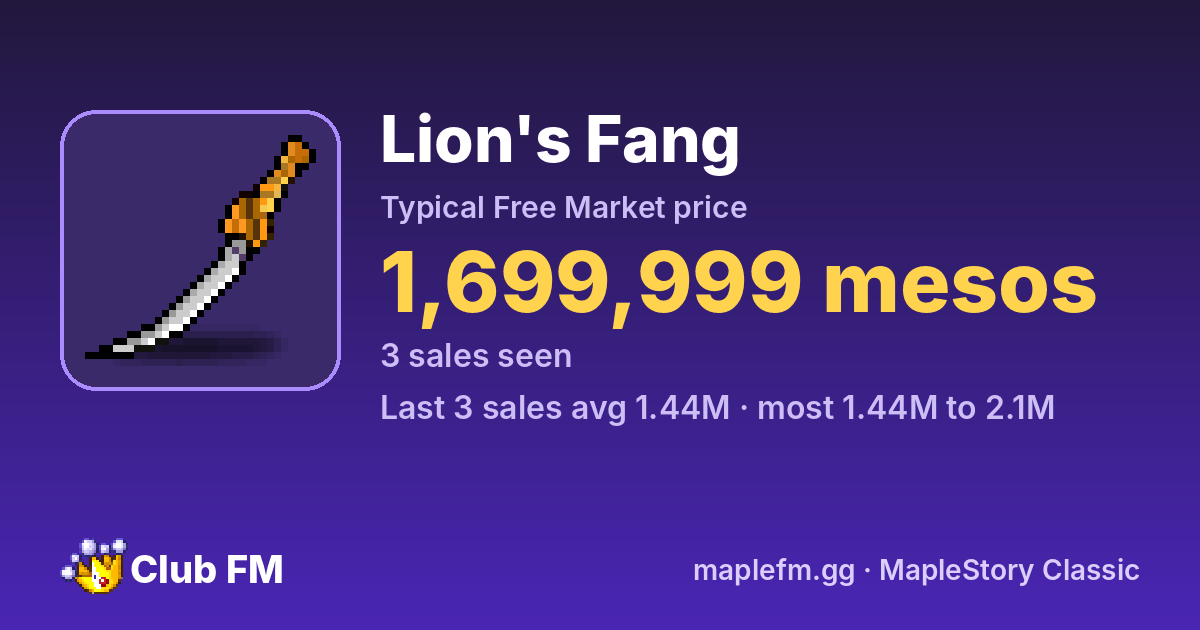 Lion's Fang
Typical Free Market price
1,699,999 mesos
3 sales seen
Last 3 sales avg 1.44M · most 1.44M to 2.1M
Club FM
maplefm.gg · MapleStory Classic